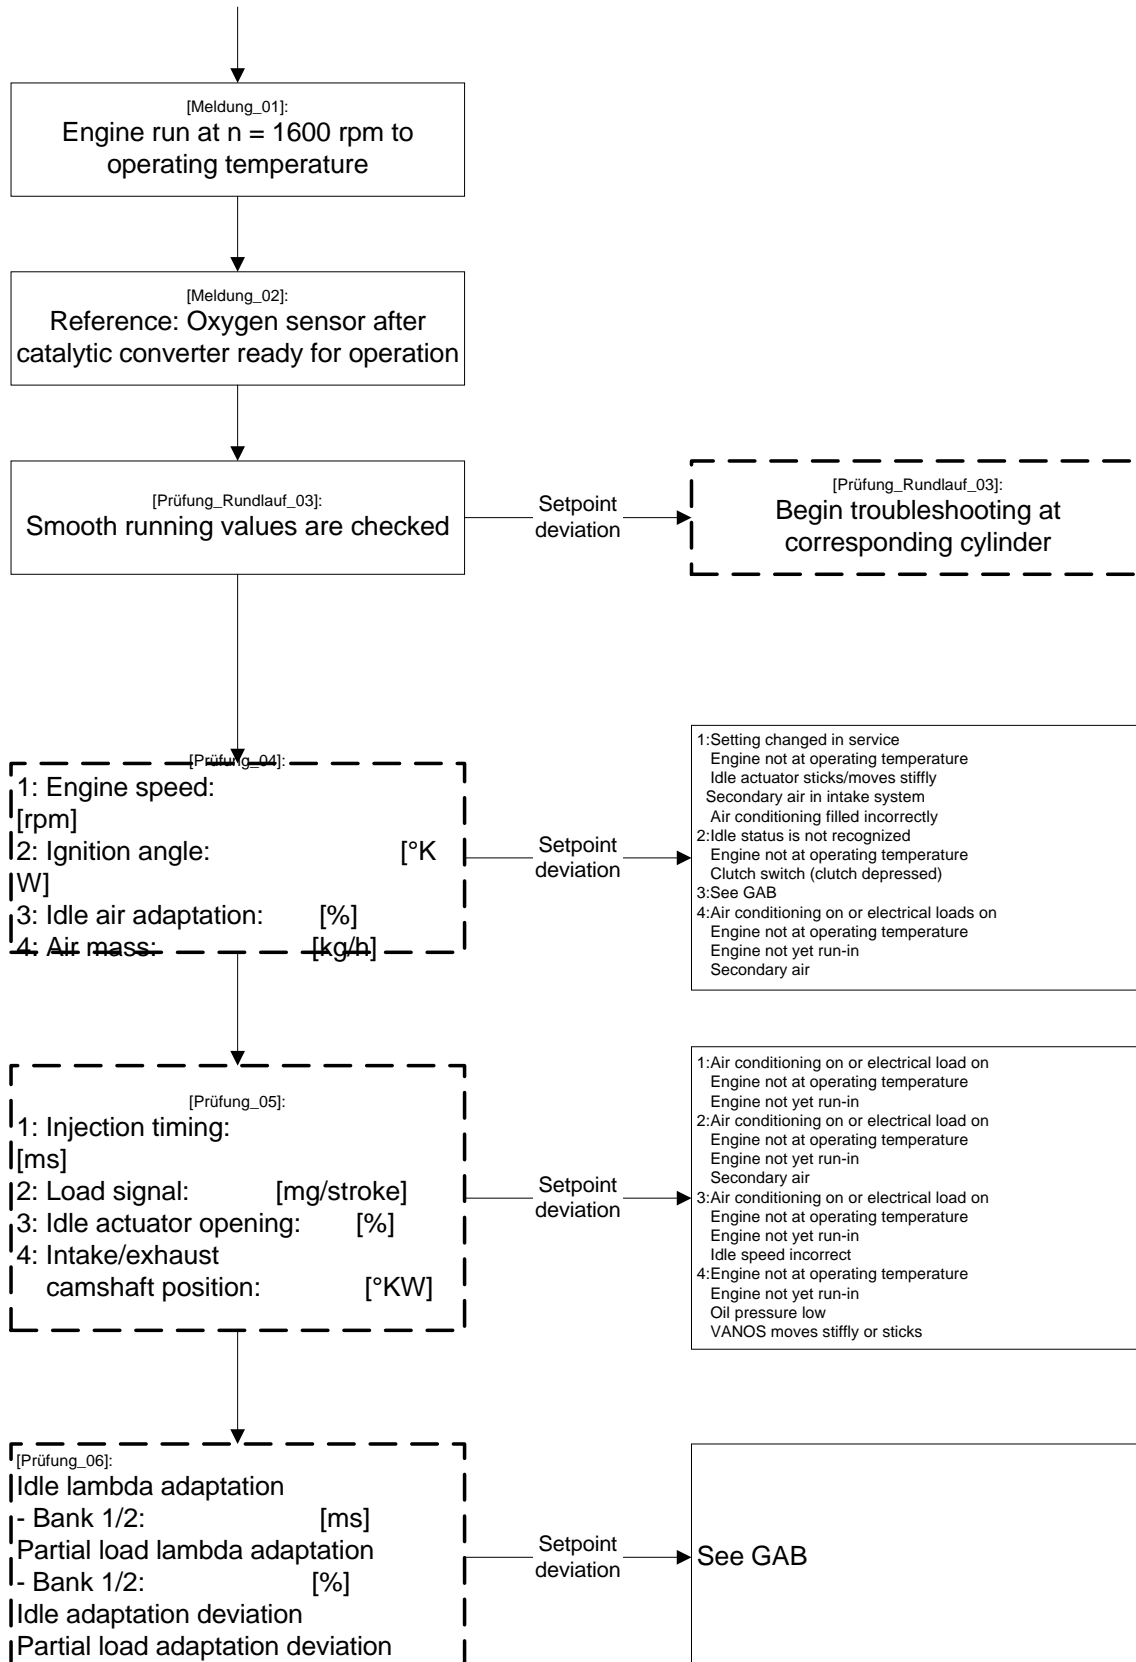 [Meldung_01]:
Engine run at n = 1600 rpm to
operating temperature
[Meldung_02]:
Reference: Oxygen sensor after
catalytic converter ready for operation
[Prüfung_Rundlauf_03]:
Smooth running values are checked
Setpoint
deviation
[Prüfung_Rundlauf_03]:
Begin troubleshooting at
corresponding cylinder
[Prüfung_04]:
1: Engine speed:
[rpm]
2: Ignition angle: [°K
W]
3: Idle air adaptation: [%]
4: Air mass: [kg/h]
Setpoint
deviation
1:Setting changed in service
Engine not at operating temperature
Idle actuator sticks/moves stiffly
Secondary air in intake system
Air conditioning filled incorrectly
2:Idle status is not recognized
Engine not at operating temperature
Clutch switch (clutch depressed)
3:See GAB
4:Air conditioning on or electrical loads on
Engine not at operating temperature
Engine not yet run-in
Secondary air
[Prüfung_05]:
1: Injection timing:
[ms]
2: Load signal: [mg/stroke]
3: Idle actuator opening: [%]
4: Intake/exhaust
camshaft position: [°KW]
Setpoint
deviation
1:Air conditioning on or electrical load on
Engine not at operating temperature
Engine not yet run-in
2:Air conditioning on or electrical load on
Engine not at operating temperature
Engine not yet run-in
Secondary air
3:Air conditioning on or electrical load on
Engine not at operating temperature
Engine not yet run-in
Idle speed incorrect
4:Engine not at operating temperature
Engine not yet run-in
Oil pressure low
VANOS moves stiffly or sticks
[Prüfung_06]:
Idle lambda adaptation
- Bank 1/2: [ms]
Partial load lambda adaptation
- Bank 1/2: [%]
Idle adaptation deviation
Partial load adaptation deviation
Setpoint
deviation
See GAB